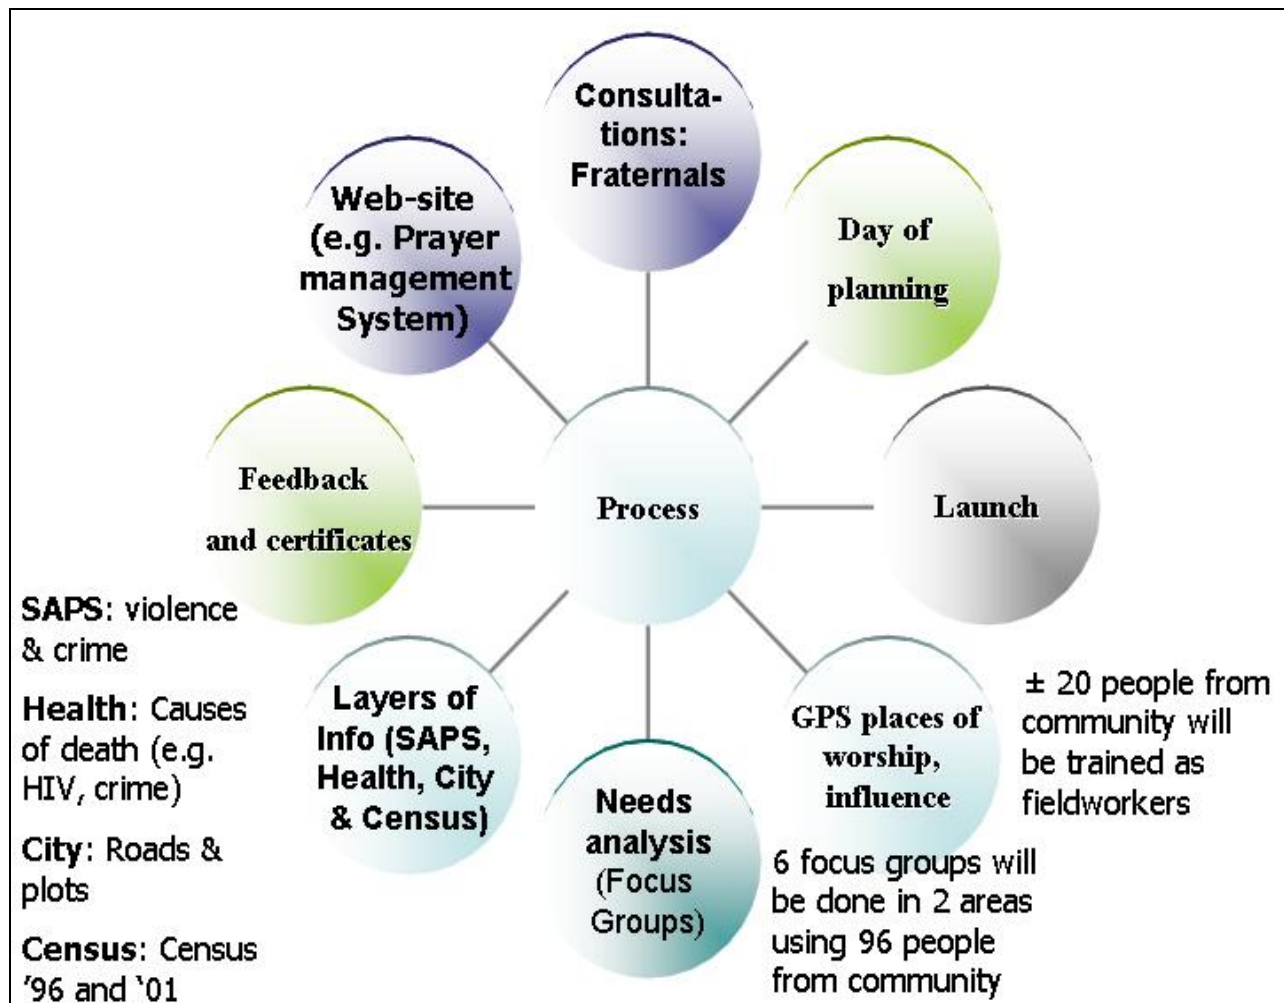 Consulta-
tions:
Fraternals
Day of
planning
Launch
GPS places of
worship,
influence
± 20 people from
community will
be trained as
fieldworkers
Needs
analysis
(Focus
Groups)
6 focus groups will
be done in 2 areas
using 96 people
from community
Layers of
Info (SAPS,
Health, City
& Census)
SAPS: violence
& crime
Health: Causes
of death (e.g.
HIV, crime)
City: Roads &
plots
Census: Census
’96 and ‘01
Feedback
and certificates
Web-site
(e.g. Prayer
management
System)
Process